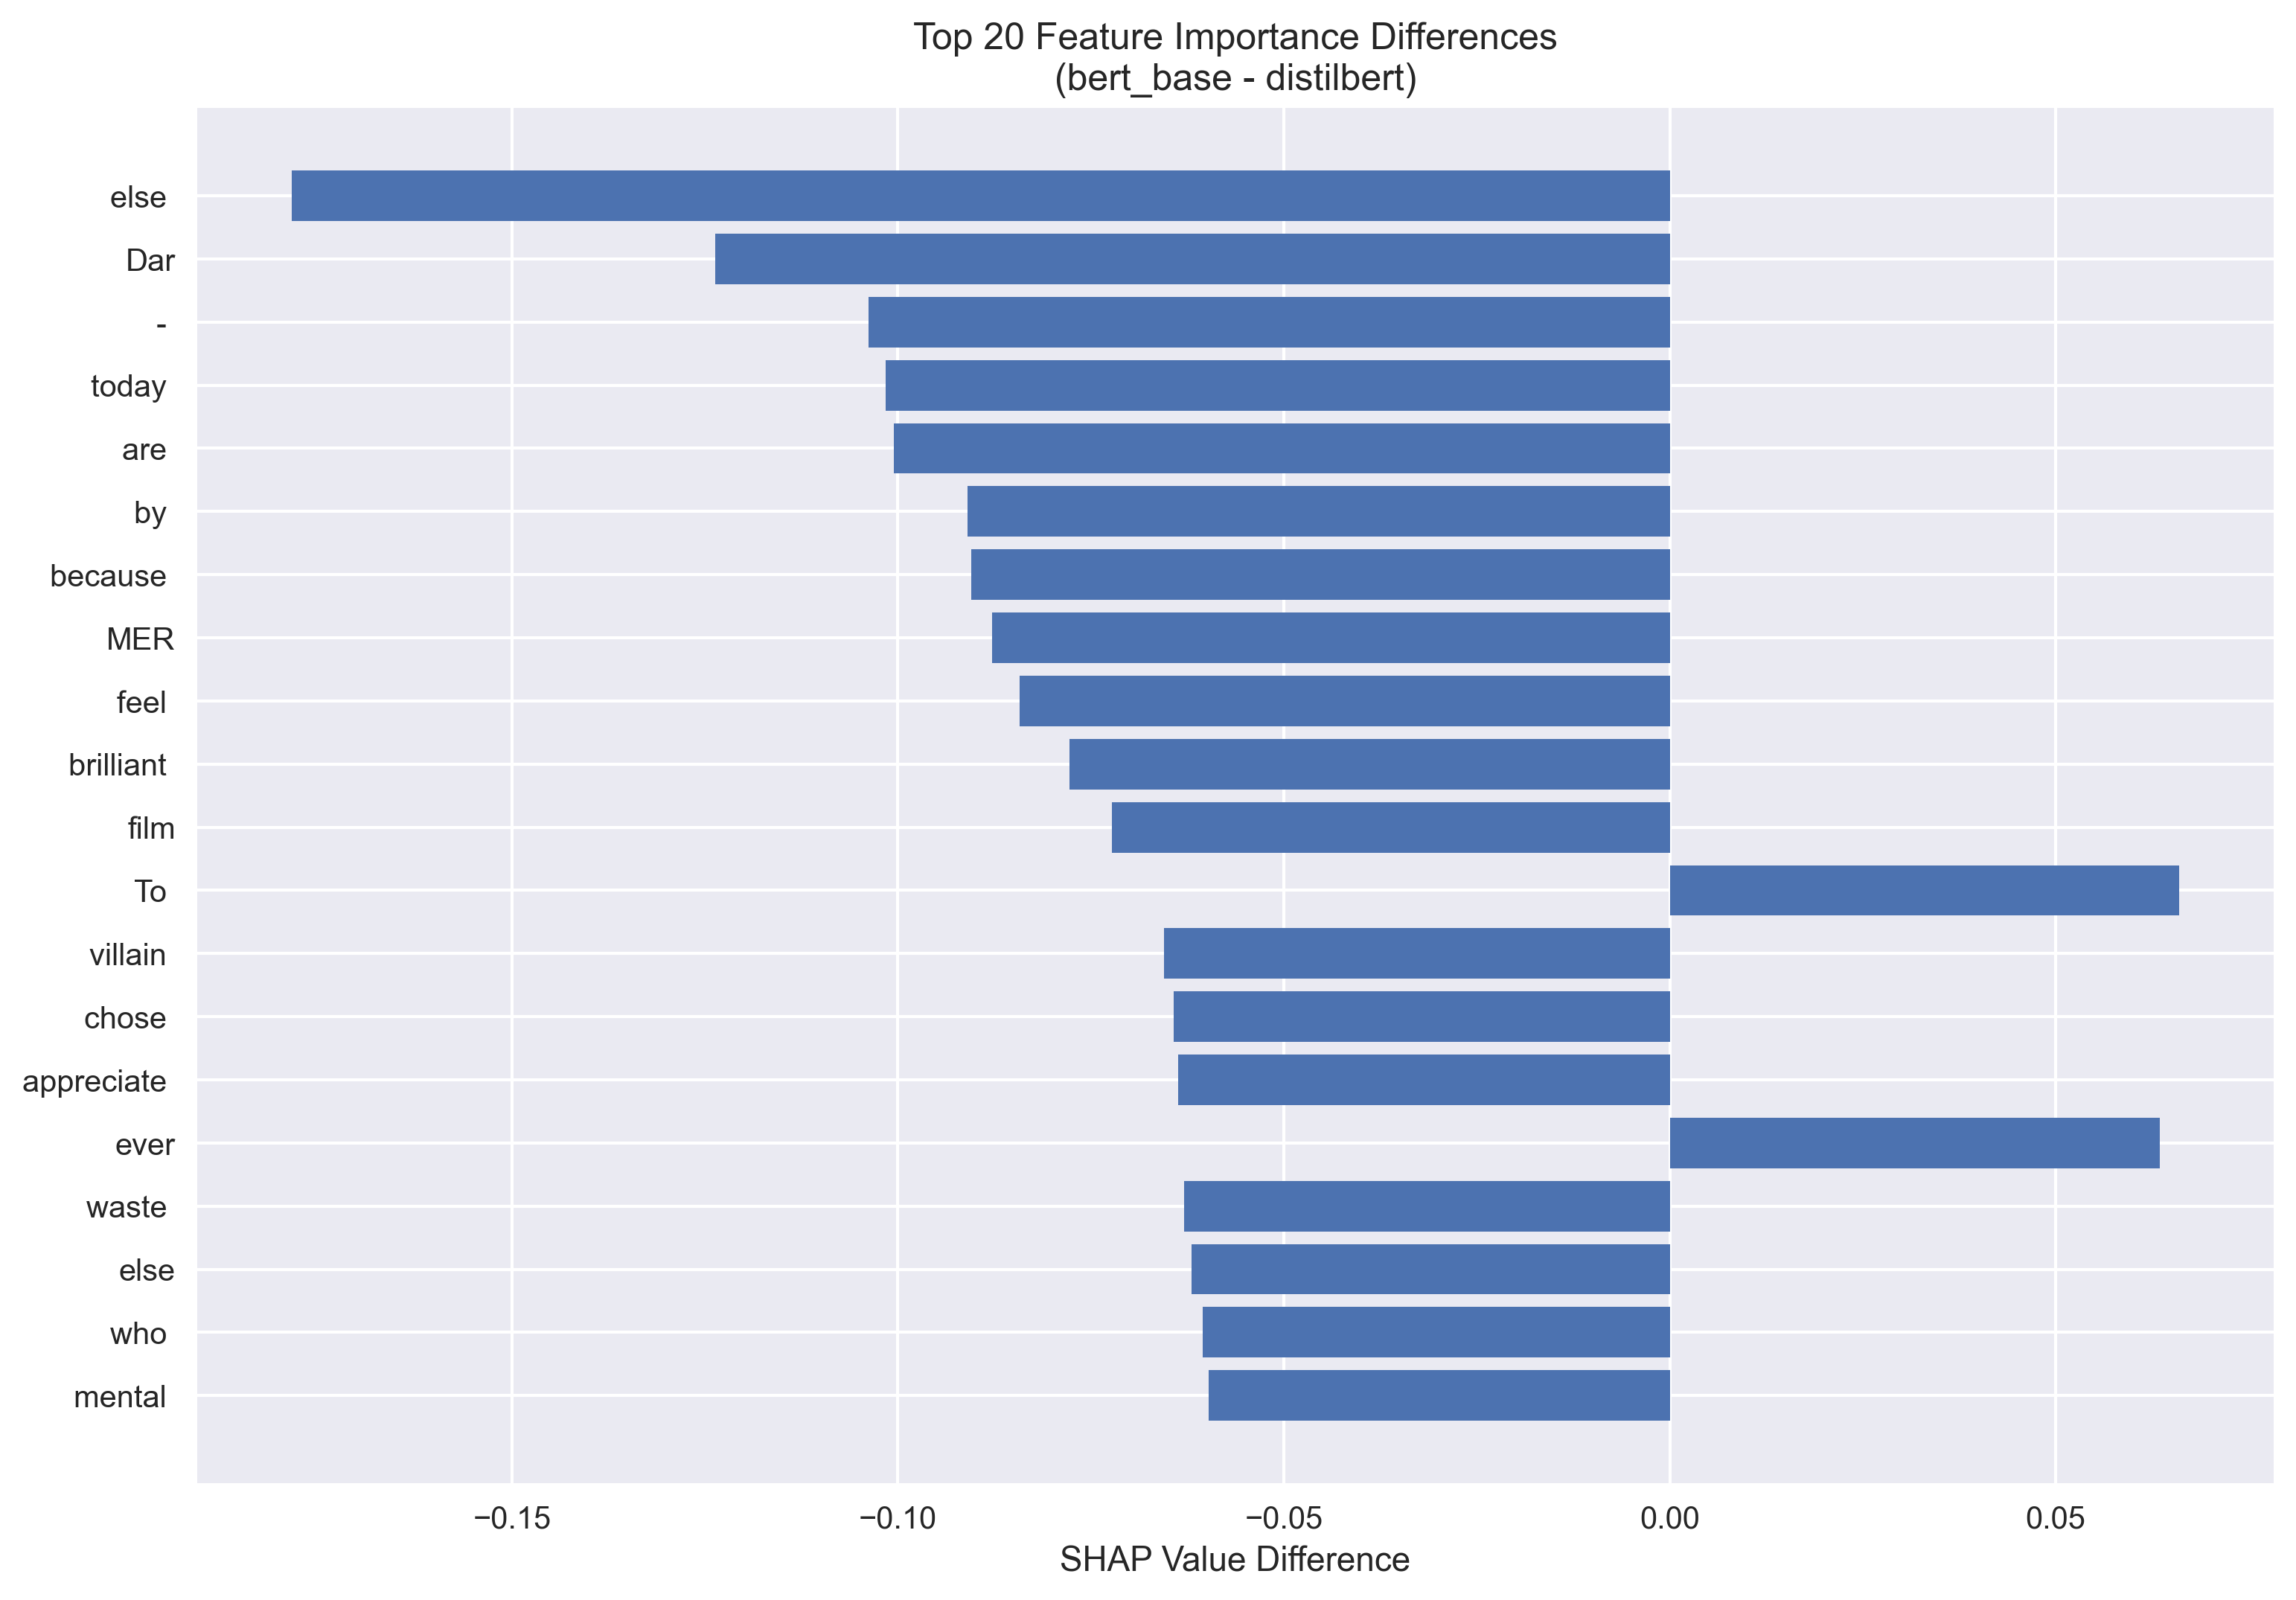 Top 20 Feature Importance Differences
(bert_base - distilbert)
else
Dar
-
today
are
by
because
MER
feel
brilliant
film
To
villain
chose
appreciate
ever
waste
else
who
mental
−0.15 −0.10 −0.05 0.00 0.05
SHAP Value Difference